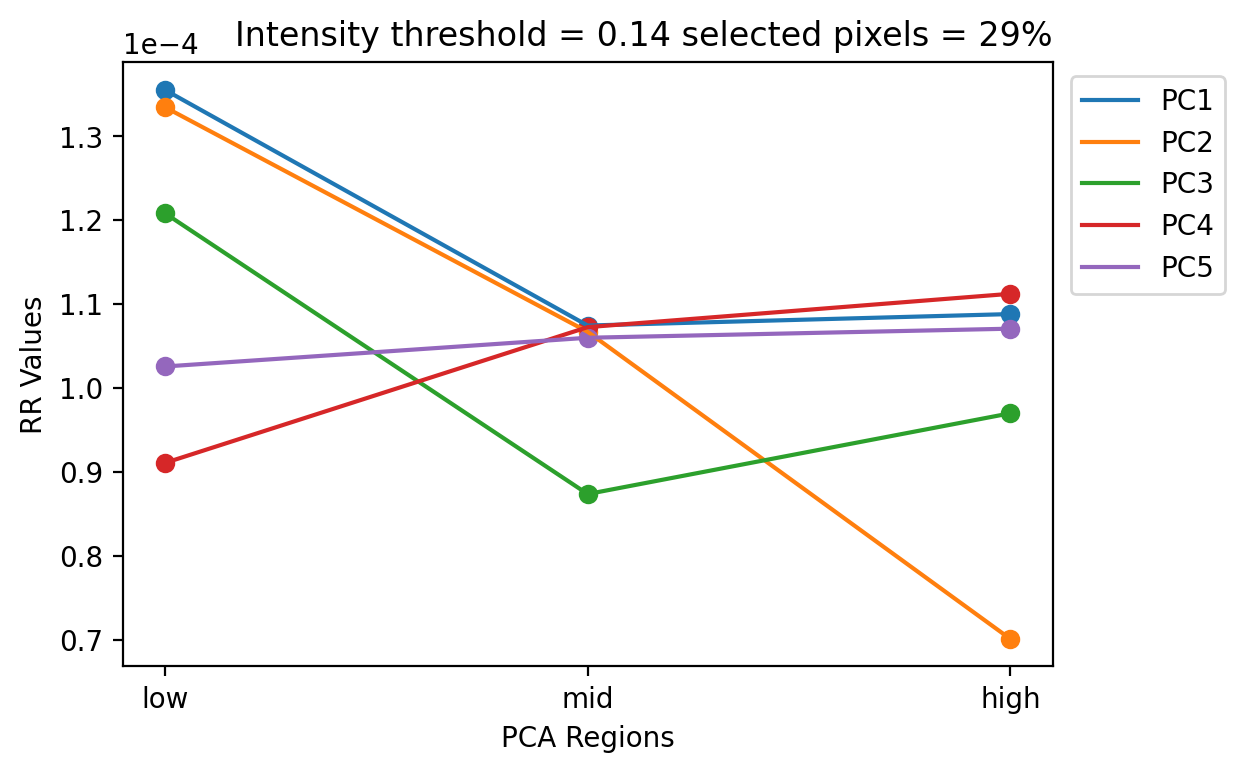 1e−4
Intensity threshold = 0.14 selected pixels = 29%
PC1
PC2
PC3
PC4
PC5
1.3
1.2
1.1
1.0
0.9
0.8
0.7
RR Values
low
mid
high
PCA Regions